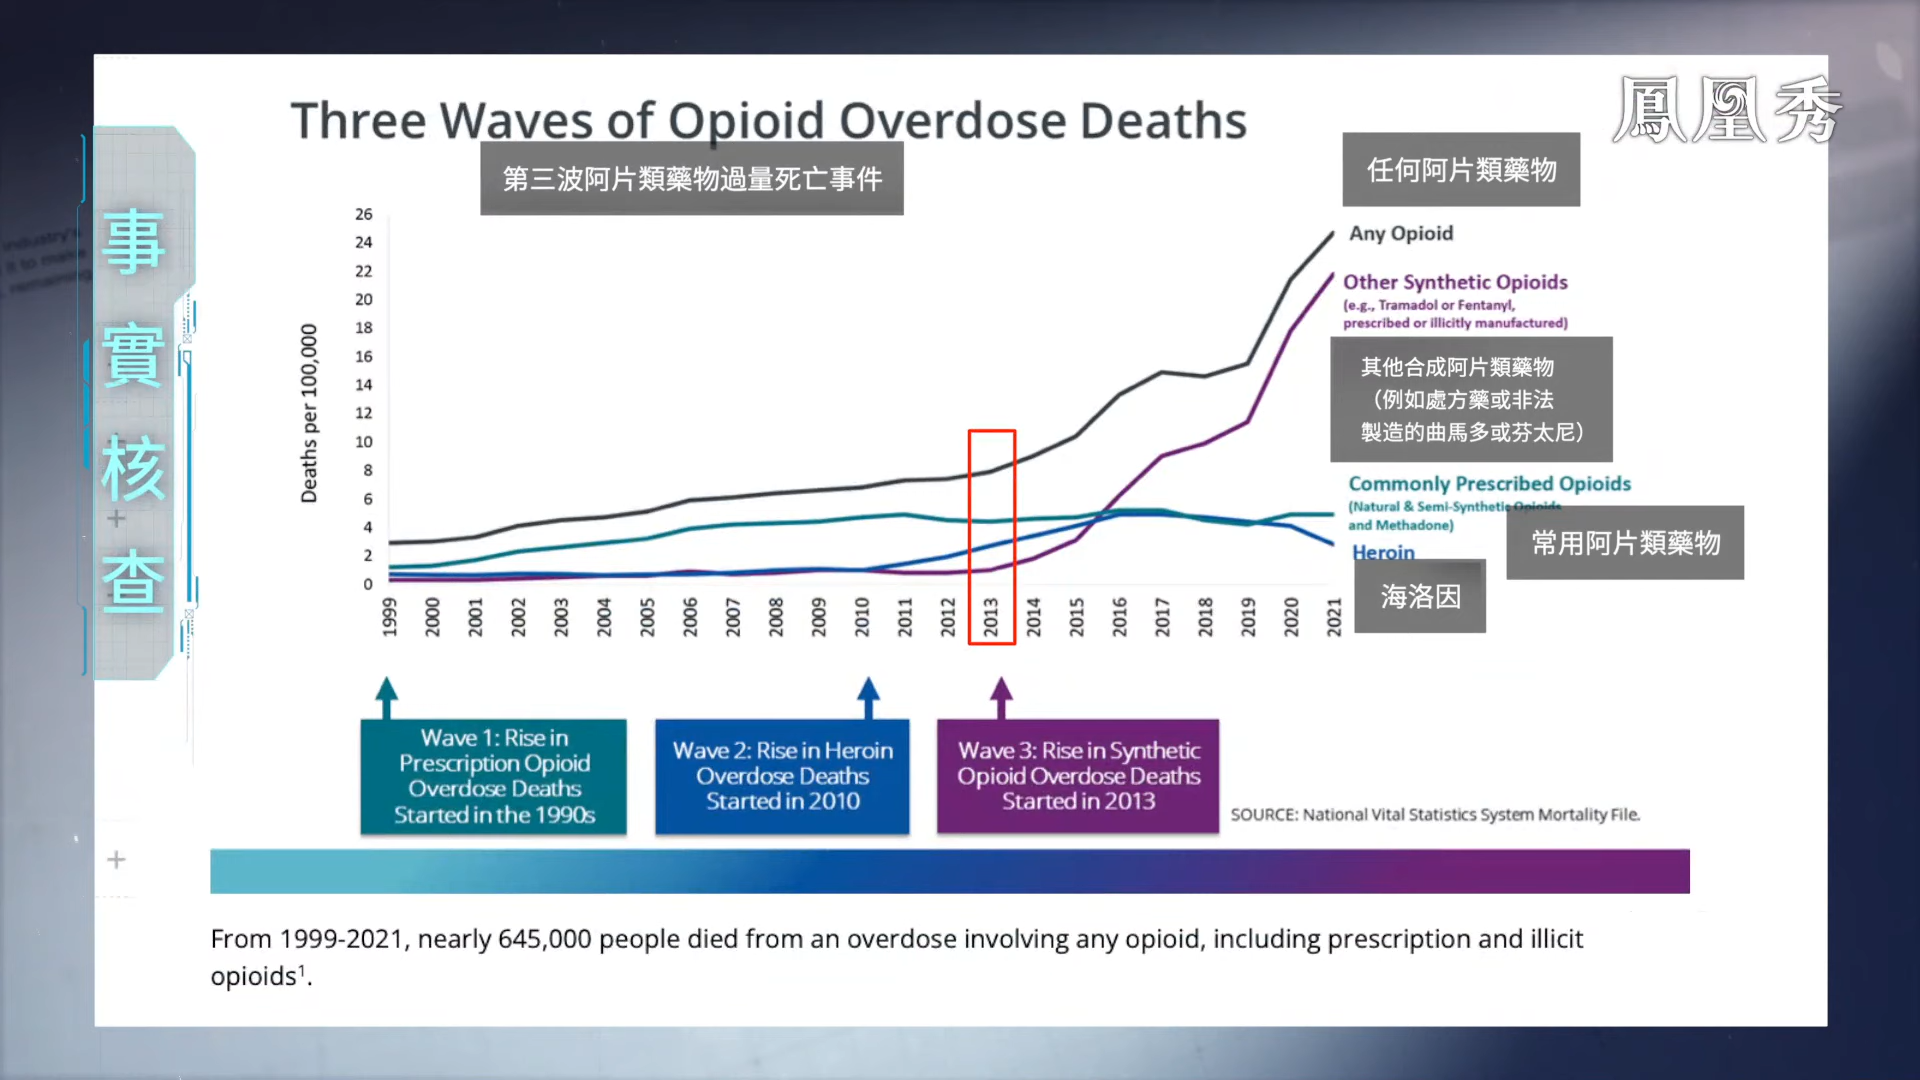 鳳凰秀
事實核查
Three Waves of Opioid Overdose Deaths
第三波阿片類藥物過量死亡事件
任何阿片類藥物
Any Opioid
Other Synthetic Opioids
(e.g., Tramadol or Fentanyl,
prescribed or illicitly manufactured)
其他合成阿片類藥物
（例如處方藥或非法
製造的曲馬多或芬太尼）
Commonly Prescribed Opioids
(Natural & Semi-Synthetic Opioids
and Methadone)
常用阿片類藥物
Heroin
海洛因
Deaths per 100,000
26
24
22
20
18
16
14
12
10
8
6
4
2
0
1999 2000 2001 2002 2003 2004 2005 2006 2007 2008 2009 2010 2011 2012 2013 2014 2015 2016 2017 2018 2019 2020 2021
Wave 1: Rise in
Prescription Opioid
Overdose Deaths
Started in the 1990s
Wave 2: Rise in Heroin
Overdose Deaths
Started in 2010
Wave 3: Rise in Synthetic
Opioid Overdose Deaths
Started in 2013
SOURCE: National Vital Statistics System Mortality File.
From 1999-2021, nearly 645,000 people died from an overdose involving any opioid, including prescription and illicit
opioids¹.